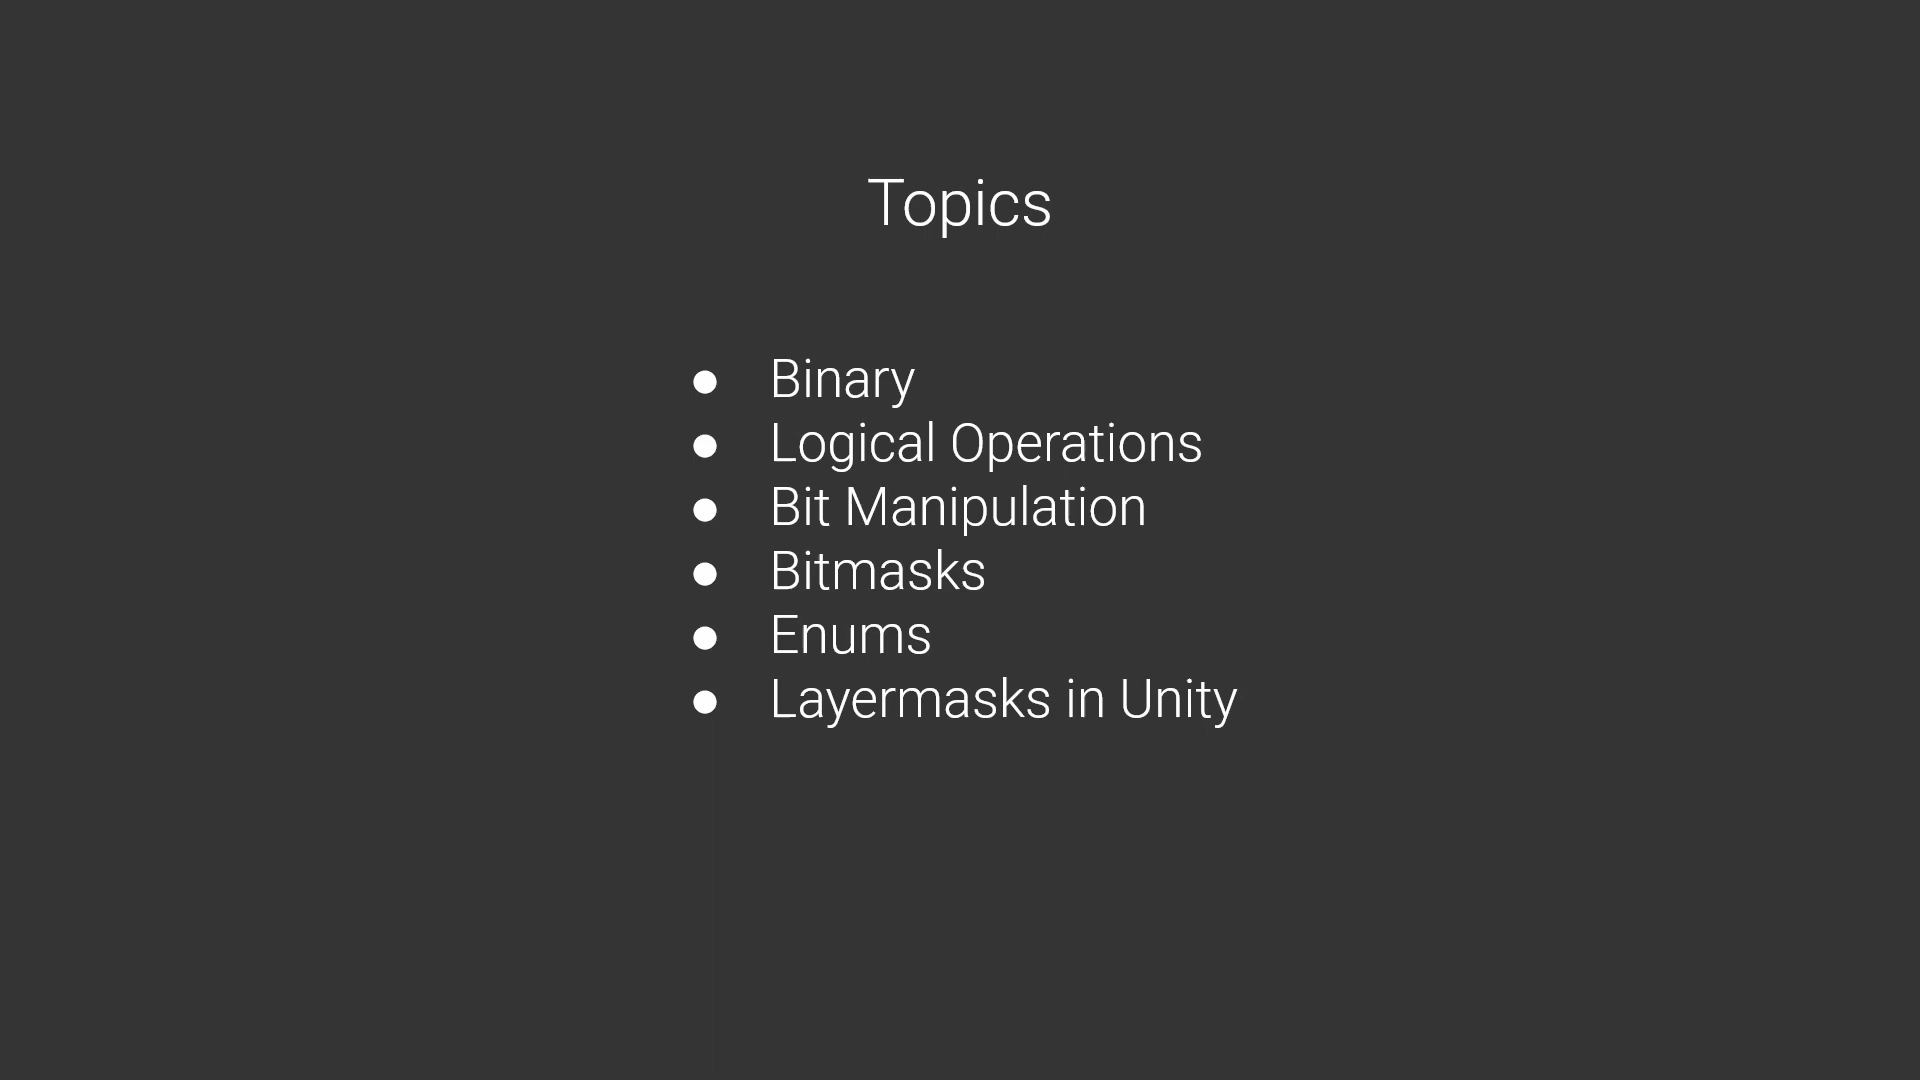 Topics
● Binary
● Logical Operations
● Bit Manipulation
● Bitmasks
● Enums
● Layermasks in Unity